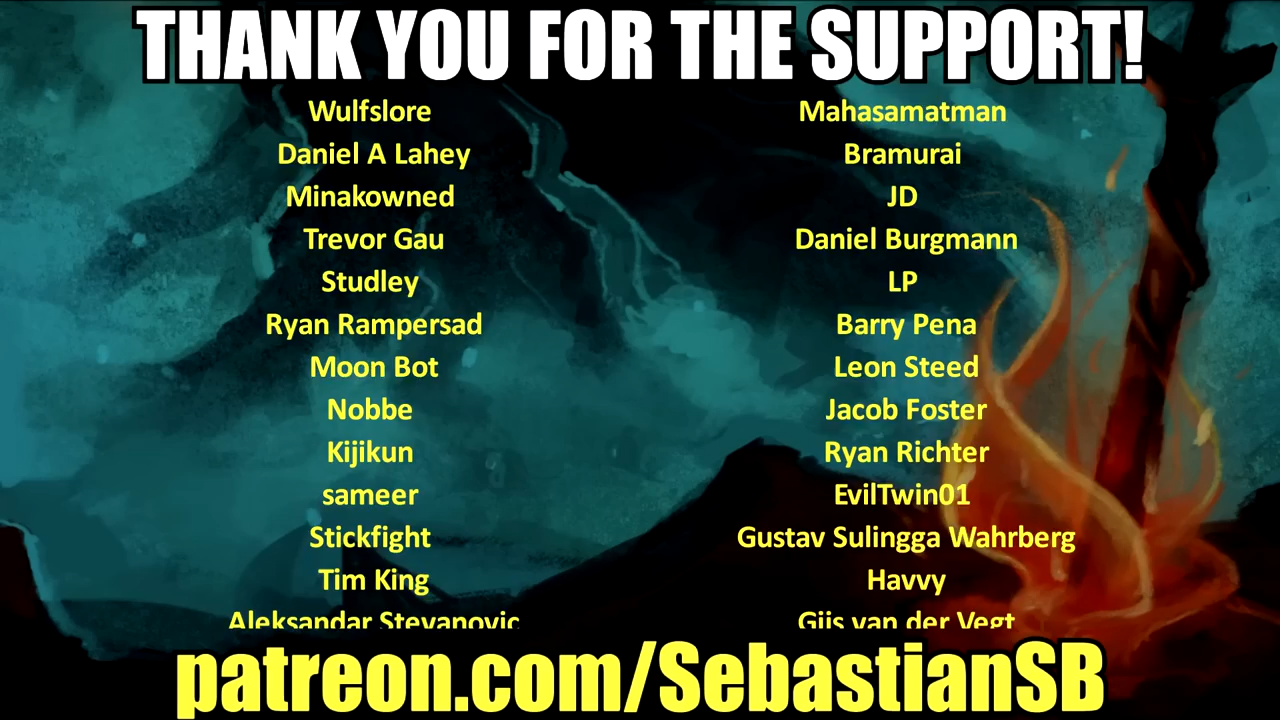 THANK YOU FOR THE SUPPORT!
Wulfslore
Daniel A Lahey
Minakowned
Trevor Gau
Studley
Ryan Rampersad
Moon Bot
Nobbe
Kijikun
sameer
Stickfight
Tim King
Aleksandar Stevanovic
Mahasamatman
Bramurai
JD
Daniel Burgmann
LP
Barry Pena
Leon Steed
Jacob Foster
Ryan Richter
EvilTwin01
Gustav Sulingga Wahrberg
Havvy
Gijs van der Vegt
patreon.com/SebastianSB